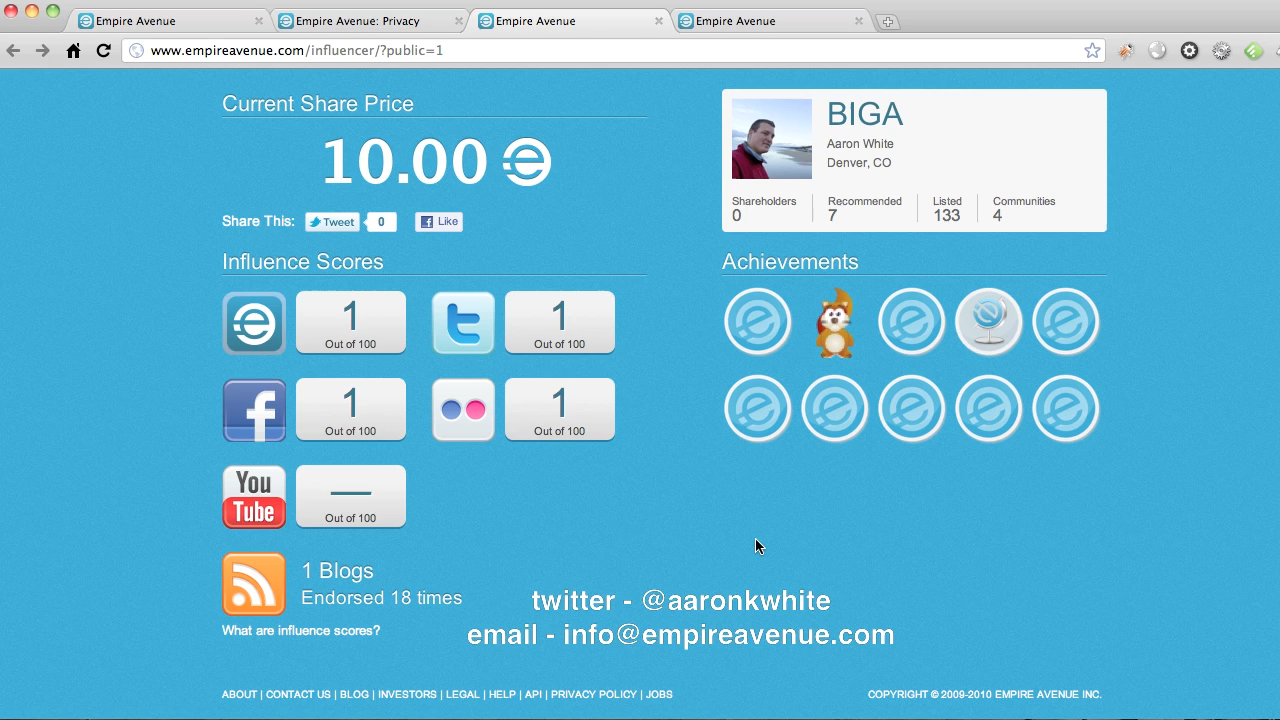 Empire Avenue
Empire Avenue: Privacy
Empire Avenue
Empire Avenue
www.empireavenue.com/influencer/?public=1
Current Share Price
10.00
Share This:
Tweet
0
Like
BIGA
Aaron White
Denver, CO
Shareholders
0
Recommended
7
Listed
133
Communities
4
Influence Scores
1
Out of 100
t
1
Out of 100
f
1
Out of 100
1
Out of 100
You
Tube
—
Out of 100
Achievements
1 Blogs
Endorsed 18 times
What are influence scores?
twitter - @aaronkwhite
email - info@empireavenue.com
ABOUT | CONTACT US | BLOG | INVESTORS | LEGAL | HELP | API | PRIVACY POLICY | JOBS
COPYRIGHT © 2009-2010 EMPIRE AVENUE INC.